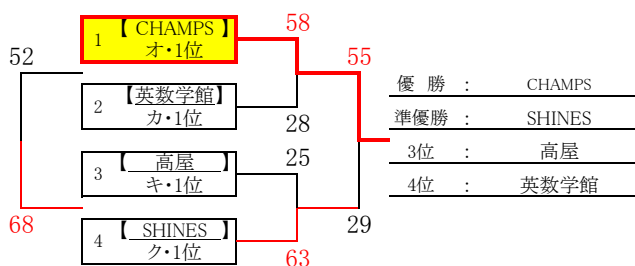 52
1 【 CHAMPS 】
オ・1位
58
2 【英数学館】
カ・1位
28
3 【 高屋 】
キ・1位
25
4 【 SHINES 】
ク・1位
63
68
55
29
優 勝 : CHAMPS
準優勝 : SHINES
3位 : 高屋
4位 : 英数学館